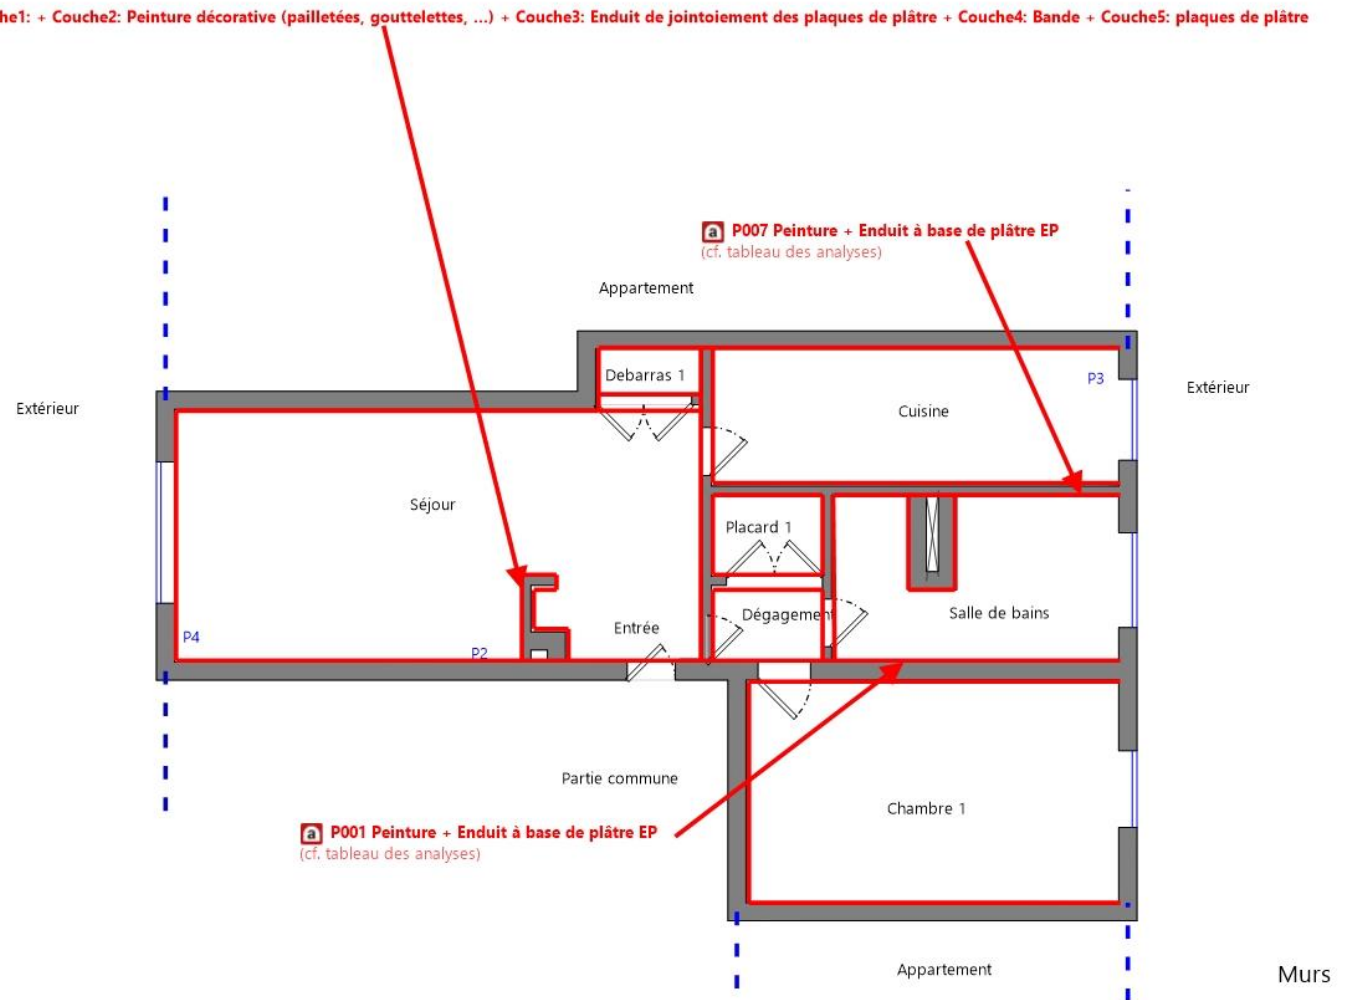 he1: + Couche2: Peinture décorative (pailletées, gouttelettes, ...) + Couche3: Enduit de jointoiement des plaques de plâtre + Couche4: Bande + Couche5: plaques de plâtre
a P007 Peinture + Enduit à base de plâtre EP
(cf. tableau des analyses)
Appartement
Debarras 1
P3
Extérieur
Extérieur
Cuisine
Séjour
Placard 1
Dégagement
Salle de bains
Entrée
P4
P2
Partie commune
Chambre 1
a P001 Peinture + Enduit à base de plâtre EP
(cf. tableau des analyses)
Appartement
Murs